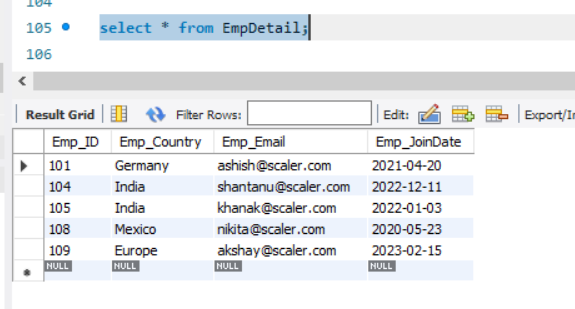 104
105 select * from EmpDetail;
106
Result Grid Filter Rows: Edit: Export/In
Emp_ID Emp_Country Emp_Email Emp_JoinDate
101 Germany ashish@scaler.com 2021-04-20
104 India shantanu@scaler.com 2022-12-11
105 India khanak@scaler.com 2022-01-03
108 Mexico nikita@scaler.com 2020-05-23
109 Europe akshay@scaler.com 2023-02-15
NULL NULL NULL NULL